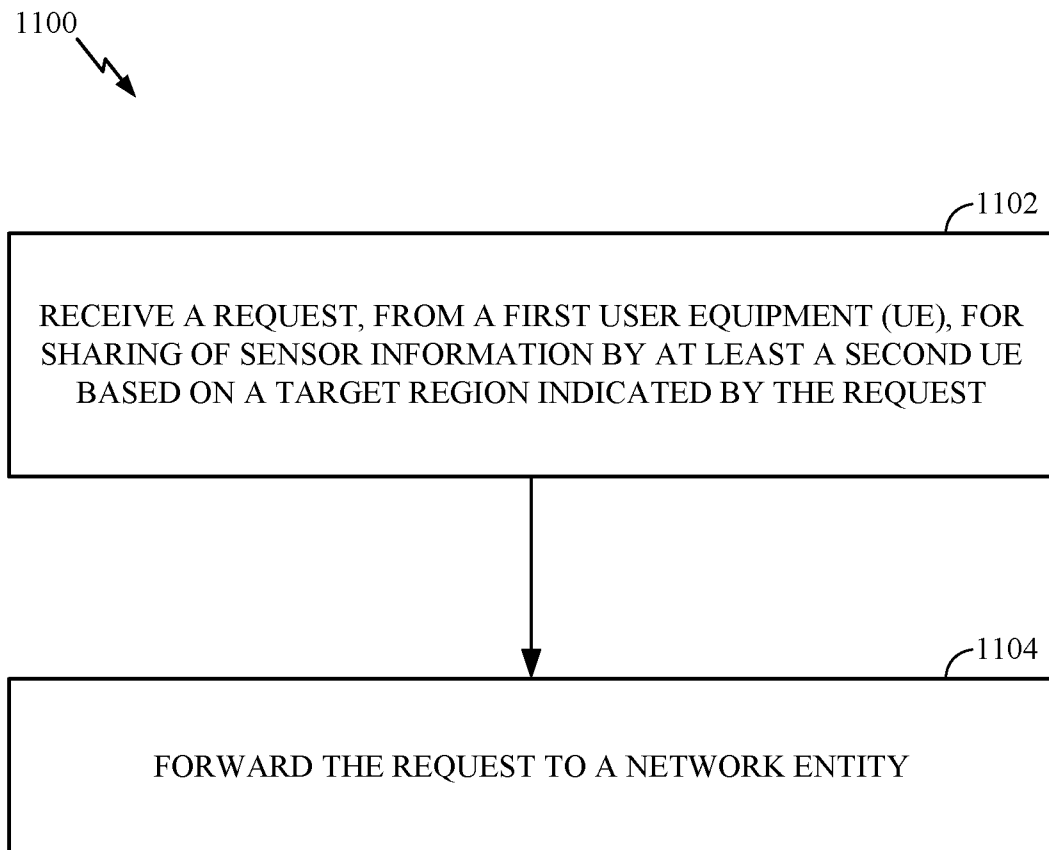 1100
1102
RECEIVE A REQUEST, FROM A FIRST USER EQUIPMENT (UE), FOR
SHARING OF SENSOR INFORMATION BY AT LEAST A SECOND UE
BASED ON A TARGET REGION INDICATED BY THE REQUEST
1104
FORWARD THE REQUEST TO A NETWORK ENTITY